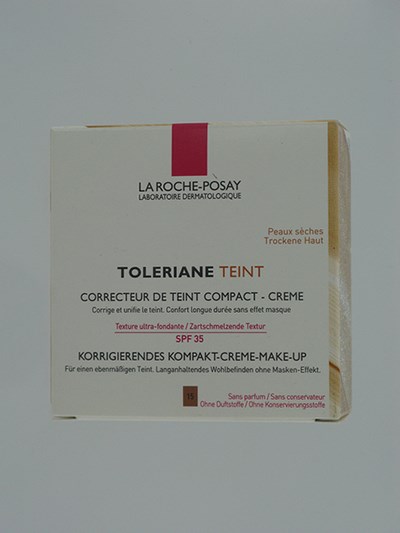 LA ROCHE-POSAY
LABORATOIRE DERMATOLOGIQUE
Peaux sèches
Trockene Haut
TOLERIANE TEINT
CORRECTEUR DE TEINT COMPACT - CREME
Corrige et unifie le teint. Confort longue durée sans effet masque
Texture ultra-fondante / Zartschmelzende Textur
SPF 35
KORRIGIERENDES KOMPAKT-CREME-MAKE-UP
Für einen ebenmäßigen Teint. Langanhaltendes Wohlbefinden ohne Masken-Effekt.
15
Sans parfum / Sans conservateur
Ohne Duftstoffe / Ohne Konservierungsstoffe